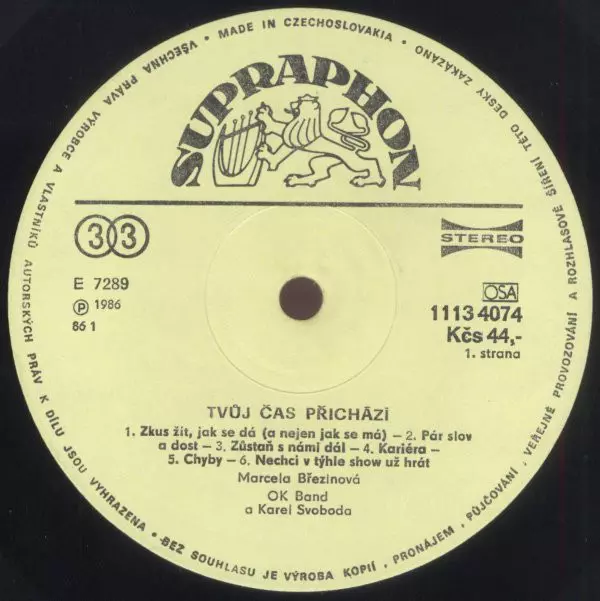 VŠECHNA PRÁVA VÝROBCE A VLASTNÍKŮ AUTORSKÝCH PRÁV K DÍLU JSOU VYHRAZENA • BEZ SOUHLASU JE VÝROBA KOPIÍ, PRONÁJEM, PŮJČOVÁNÍ, VEŘEJNÉ PROVOZOVÁNÍ A ROZHLASOVÉ ŠÍŘENÍ TÉTO DESKY ZAKÁZÁNO • MADE IN CZECHOSLOVAKIA •
SUPRAPHON
33
STEREO
E 7289
℗ 1986
86 1
OSA
1113 4074
Kčs 44,-
1. strana
TVŮJ ČAS PŘICHÁZÍ
1. Zkus žít, jak se dá (a nejen jak se má) – 2. Pár slov
a dost – 3. Zůstaň s námi dál – 4. Kariéra –
5. Chyby – 6. Nechci v týhle show už hrát
Marcela Březinová
OK Band
a Karel Svoboda